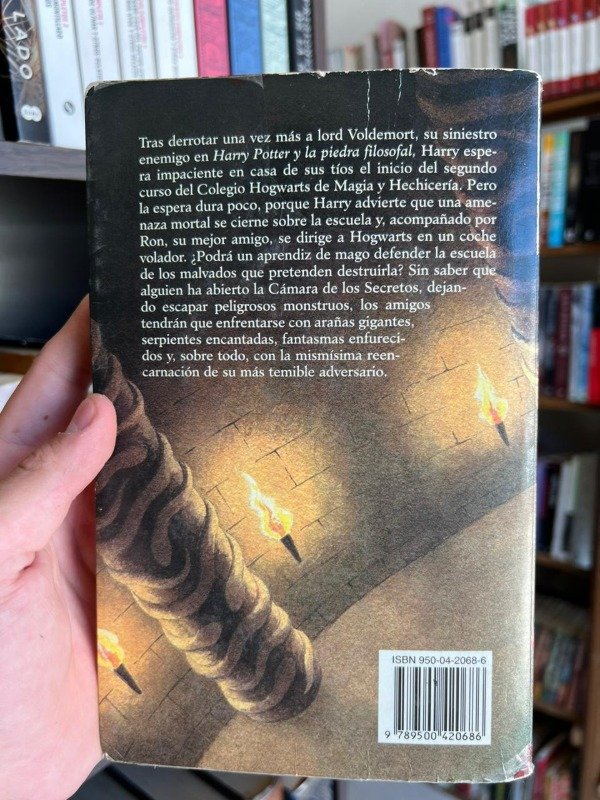 LADO
Tras derrotar una vez más a lord Voldemort, su siniestro
enemigo en Harry Potter y la piedra filosofal, Harry espe-
ra impaciente en casa de sus tíos el inicio del segundo
curso del Colegio Hogwarts de Magia y Hechicería. Pero
la espera dura poco, porque Harry advierte que una ame-
naza mortal se cierne sobre la escuela y, acompañado por
Ron, su mejor amigo, se dirige a Hogwarts en un coche
volador. ¿Podrá un aprendiz de mago defender la escuela
de los malvados que pretenden destruirla? Sin saber que
alguien ha abierto la Cámara de los Secretos, dejan-
do escapar peligrosos monstruos, los amigos
tendrán que enfrentarse con arañas gigantes,
serpientes encantadas, fantasmas enfureci-
dos y, sobre todo, con la mismísima reen-
carnación de su más temible adversario.
ISBN 950-04-2068-6
9 789500 420686